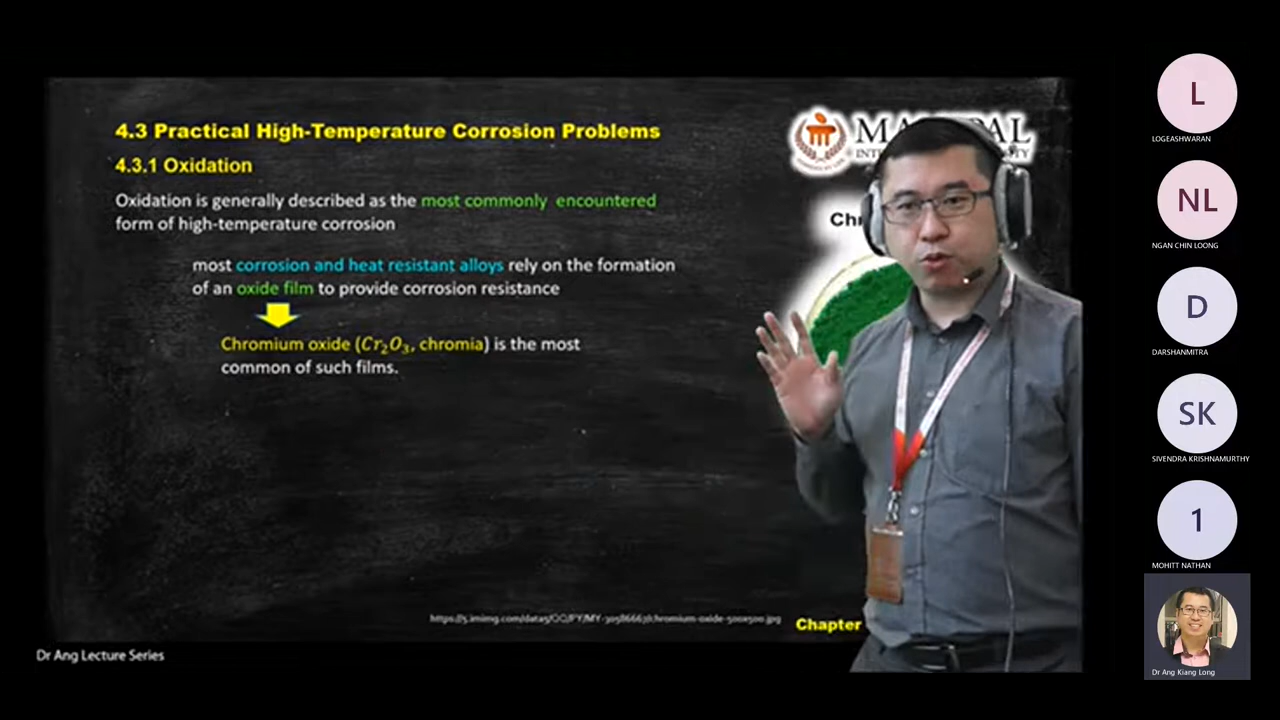 4.3 Practical High-Temperature Corrosion Problems
4.3.1 Oxidation
Oxidation is generally described as the most commonly encountered
form of high-temperature corrosion
most corrosion and heat resistant alloys rely on the formation
of an oxide film to provide corrosion resistance
Chromium oxide (Cr₂O₃, chromia) is the most
common of such films.
Chapter
Dr Ang Lecture Series
L
LOGEASHWARAN
NL
NGAN CHIN LOONG
D
DARSHANMITRA
SK
SIVENDRA KRISHNAMURTHY
1
MOHITT NATHAN
Dr Ang Kiang Long